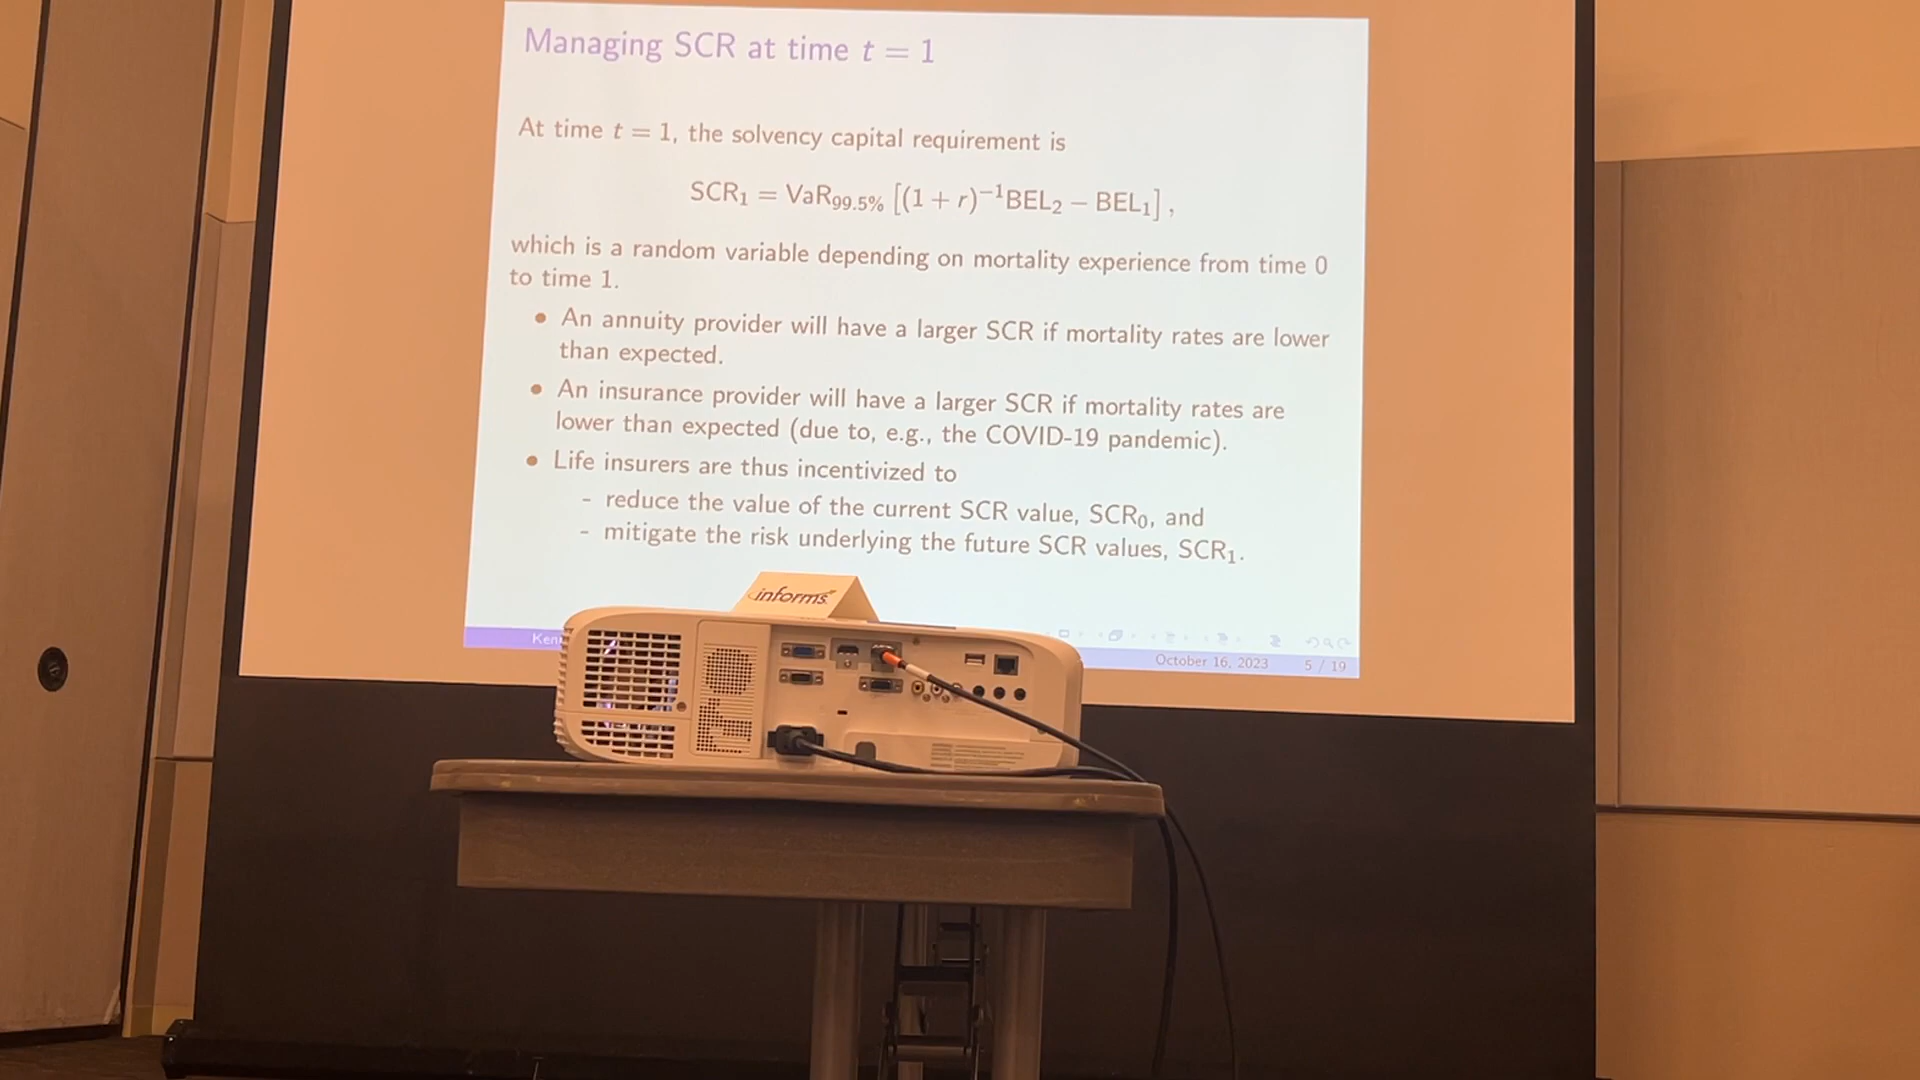 Managing SCR at time t = 1
At time t = 1, the solvency capital requirement is
SCR₁ = VaR₉₉.₅% [(1 + r)⁻¹BEL₂ − BEL₁] ,
which is a random variable depending on mortality experience from time 0
to time 1.
• An annuity provider will have a larger SCR if mortality rates are lower
than expected.
• An insurance provider will have a larger SCR if mortality rates are
lower than expected (due to, e.g., the COVID-19 pandemic).
• Life insurers are thus incentivized to
- reduce the value of the current SCR value, SCR₀, and
- mitigate the risk underlying the future SCR values, SCR₁.
informs
October 16, 2023 5 / 19